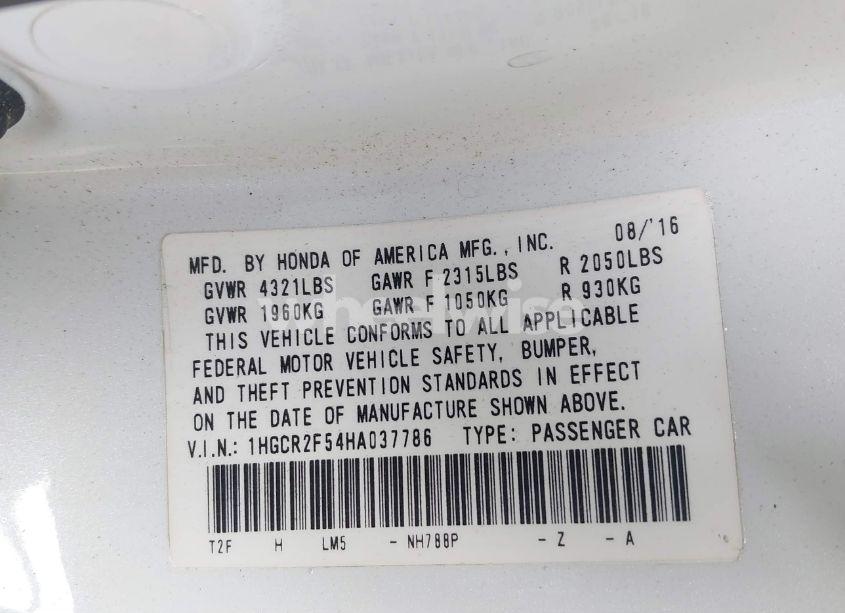 MFD. BY HONDA OF AMERICA MFG., INC. 08/'16
GVWR 4321LBS GAWR F 2315LBS R 2050LBS
GVWR 1960KG GAWR F 1050KG R 930KG
THIS VEHICLE CONFORMS TO ALL APPLICABLE
FEDERAL MOTOR VEHICLE SAFETY, BUMPER,
AND THEFT PREVENTION STANDARDS IN EFFECT
ON THE DATE OF MANUFACTURE SHOWN ABOVE.
V.I.N.: 1HGCR2F54HA037786 TYPE: PASSENGER CAR
T2F H LM5 - NH788P - Z - A
wheelwise